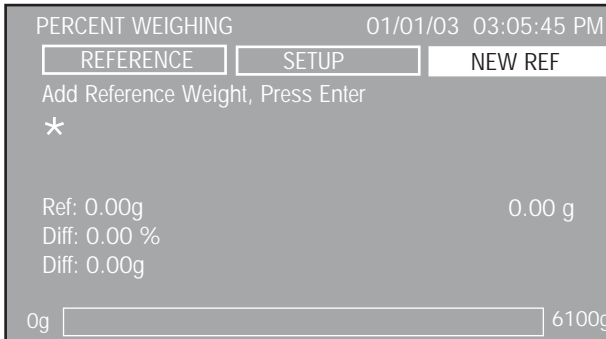 PERCENT WEIGHING 01/01/03 03:05:45 PM
REFERENCE SETUP NEW REF
Add Reference Weight, Press Enter
*
Ref: 0.00g 0.00 g
Diff: 0.00 %
Diff: 0.00g
0g 6100g